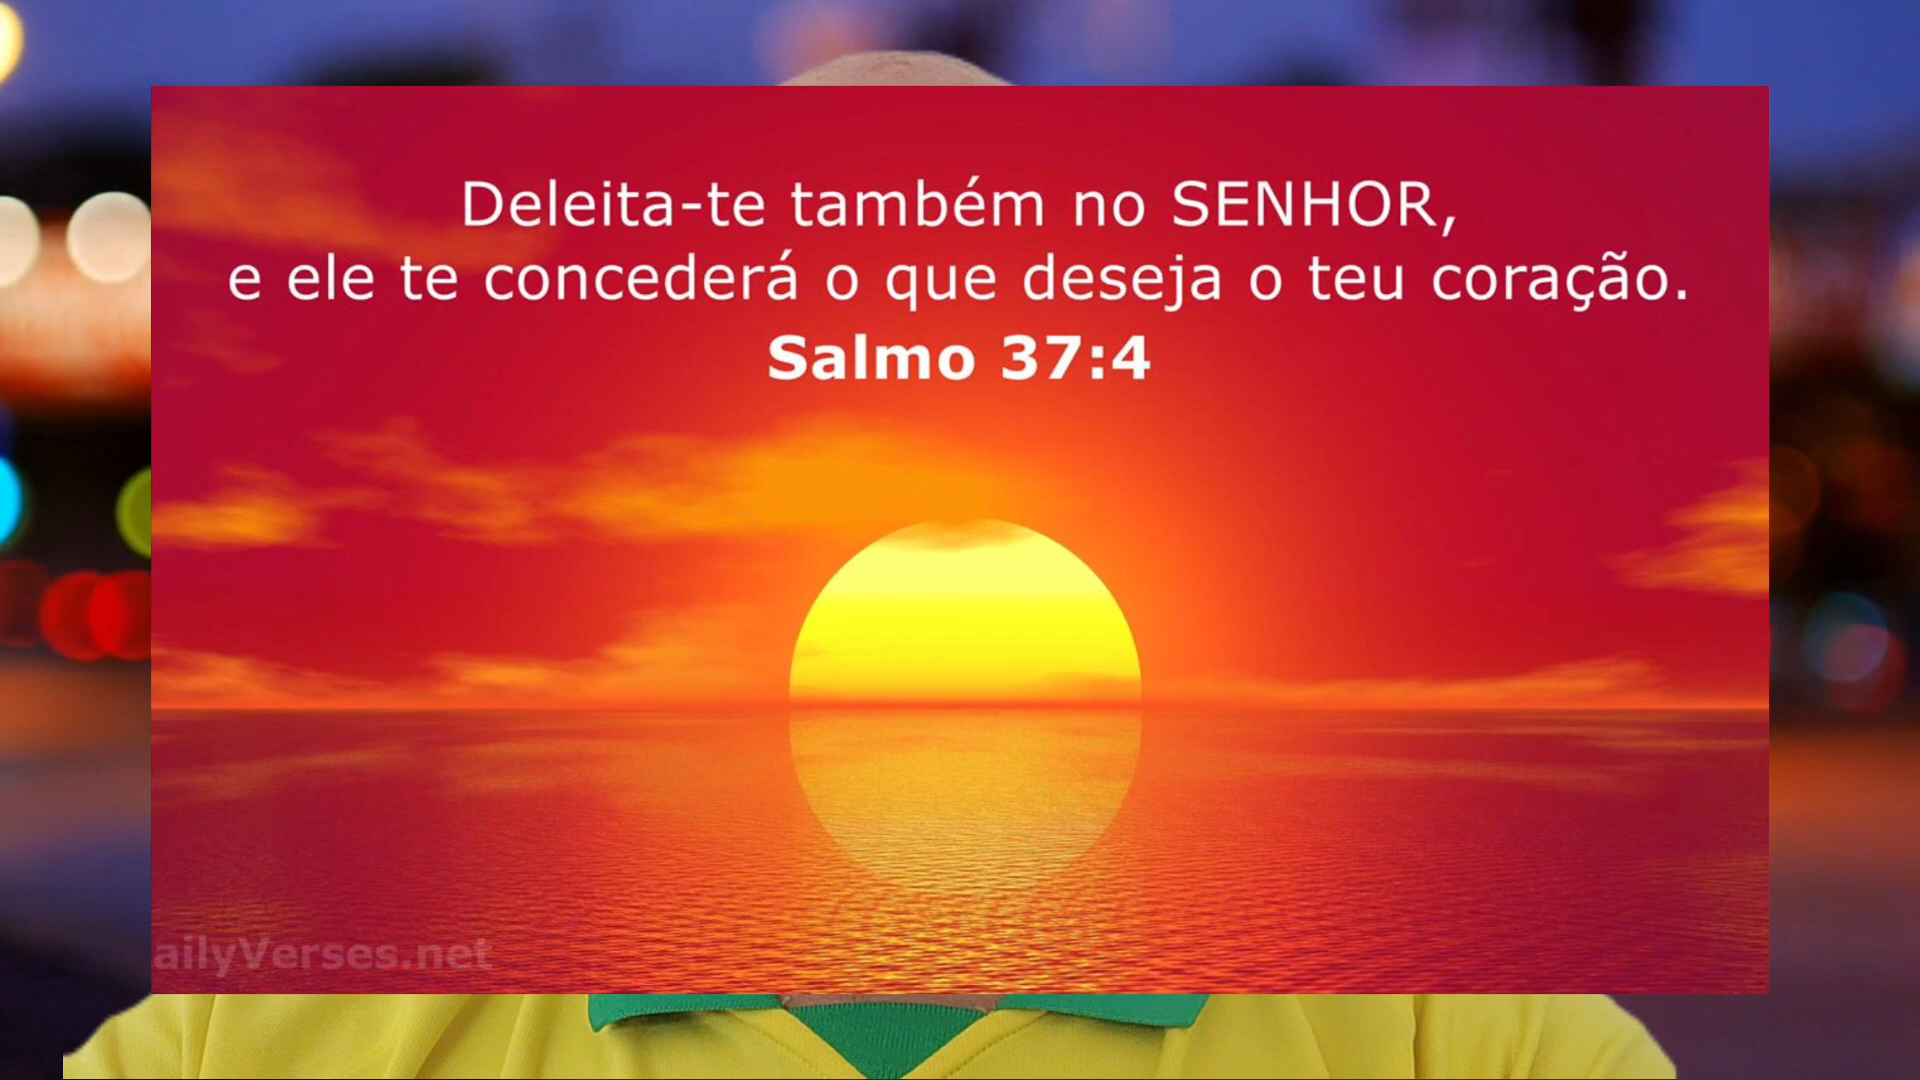 Deleita-te também no SENHOR,
e ele te concederá o que deseja o teu coração.
Salmo 37:4
ailyVerses.net